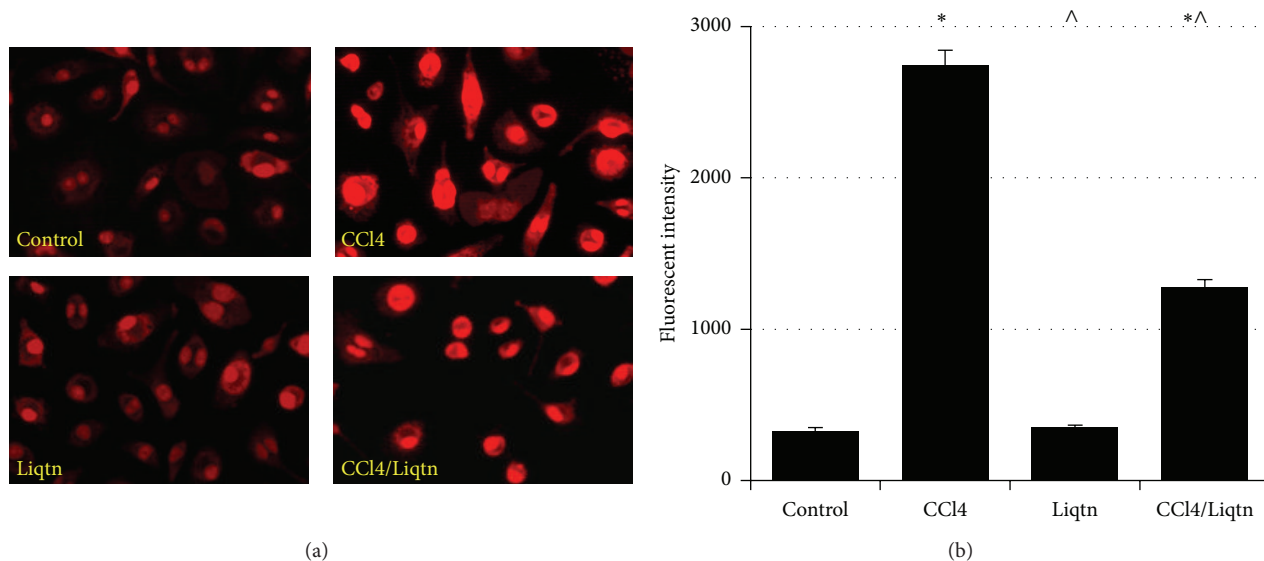 Control
CCl4
Liqtn
CCl4/Liqtn
(a)
Fluorescent intensity
3000
2000
1000
0
*
^
*^
Control
CCl4
Liqtn
CCl4/Liqtn
(b)